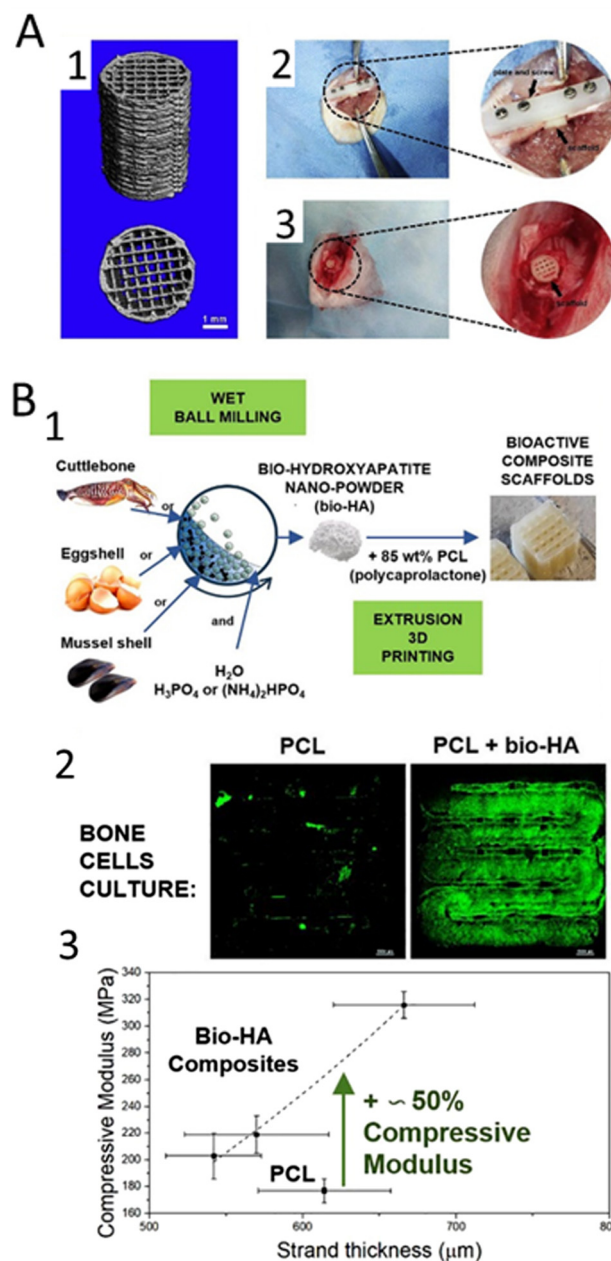 A
1
1 mm
2
plate and screw
scaffold
3
scaffold
B
1
WET
BALL MILLING
Cuttlebone
or
Eggshell
or
or
Mussel shell
and
H₂O
H₃PO₄ or (NH₄)₂HPO₄
BIO-HYDROXYAPATITE
NANO-POWDER
(bio-HA)
+ 85 wt% PCL
(polycaprolactone)
BIOACTIVE
COMPOSITE
SCAFFOLDS
EXTRUSION
3D
PRINTING
2
PCL
PCL + bio-HA
BONE
CELLS
CULTURE:
3
Compressive Modulus (MPa)
340
320
300
280
260
240
220
200
180
160
Bio-HA
Composites
PCL
+ ∽ 50%
Compressive
Modulus
500
600
700
80
Strand thickness (μm)